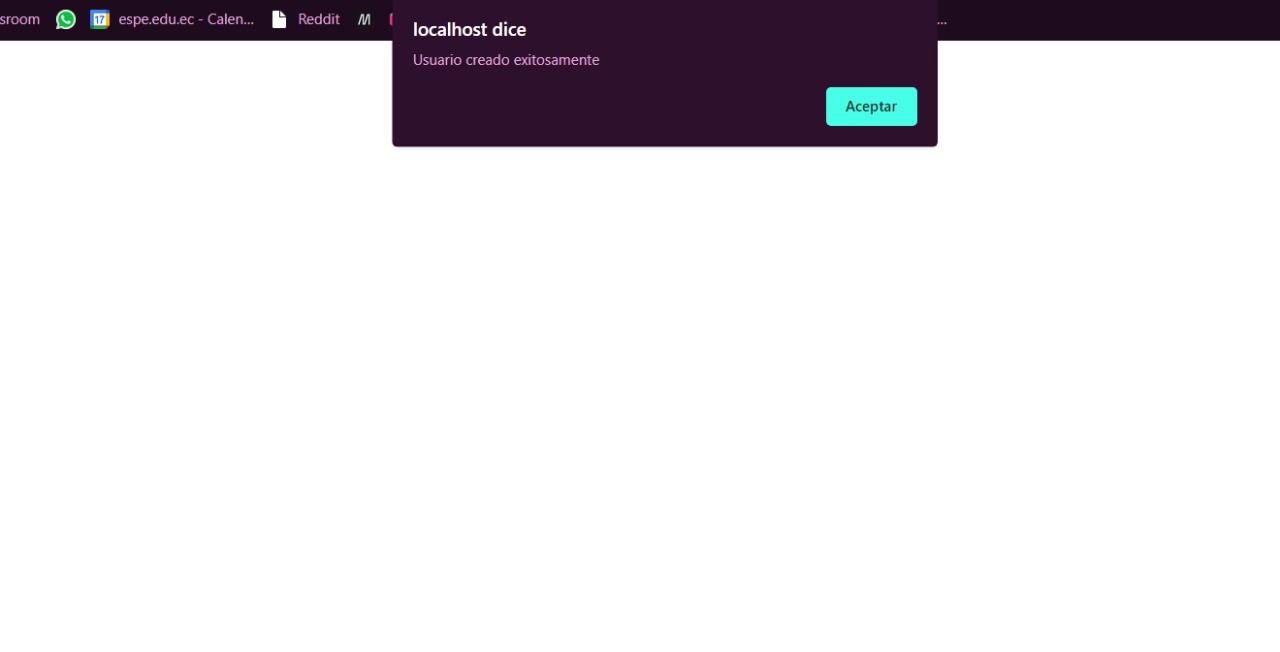 sroom espe.edu.ec - Calen... Reddit ...
localhost dice
Usuario creado exitosamente
Aceptar